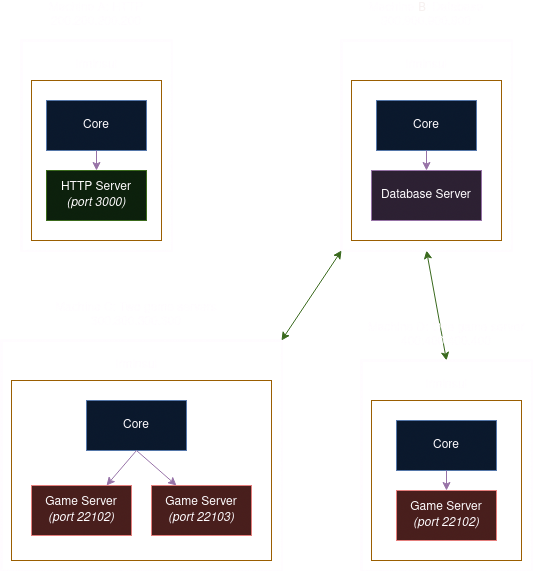 B
Core
HTTP Server
(port 3000)
Core
Database Server
Core
Game Server
(port 22102)
Game Server
(port 22103)
Core
Game Server
(port 22102)